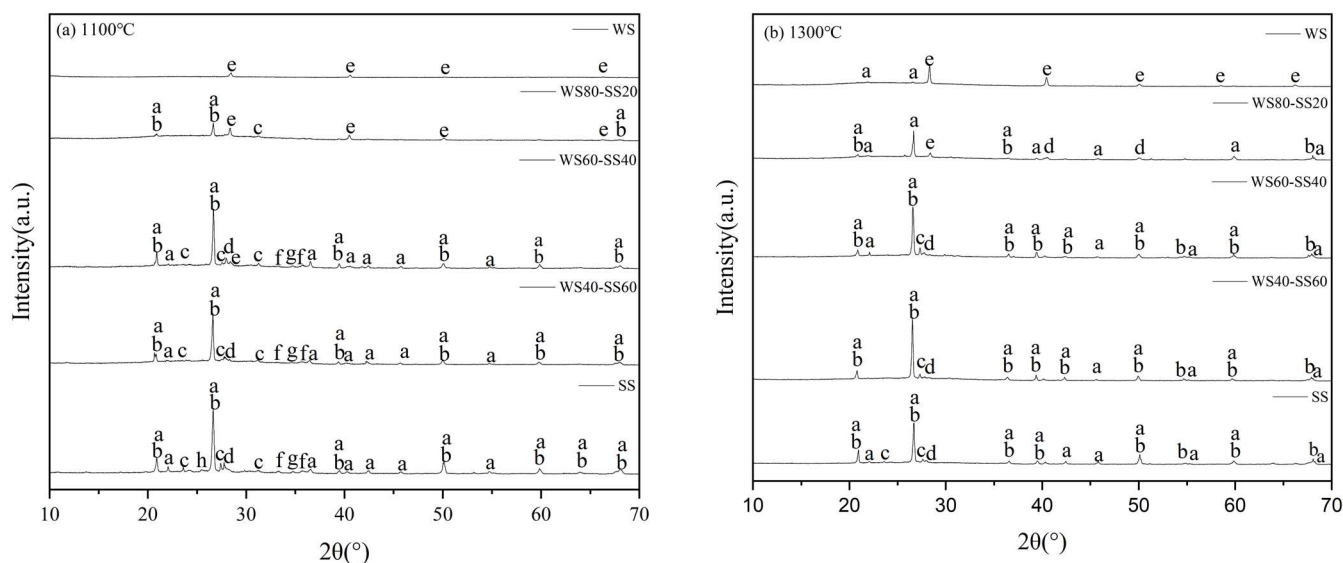 (a) 1100℃
WS
e e e e
WS80-SS20
a a a
b b e c e e e b
WS60-SS40
a
b
a a a a a
b a c c d e c f g f a b a a a b a b b
WS40-SS60
a
b
a a a a a
b a c c d c f g f a b a a a b a b b
SS
a
b
a a a a a a
b a c h c d c f g f a b a a a b a b b b
10 20 30 40 50 60 70
2θ(°)
Intensity(a.u.)
(b) 1300℃
WS
a a e e e e e
WS80-SS20
a a a
b a e b a d a d a b a
WS60-SS40
a
b
a a a a a a
b a c d b b b a b b a b b a
WS40-SS60
a
b
a a a a a a
b c d b b b a b b a b b a
SS
a
b
a a a a a
b a c c d b b a a b b a b b a
10 20 30 40 50 60 70
2θ(°)
Intensity(a.u.)